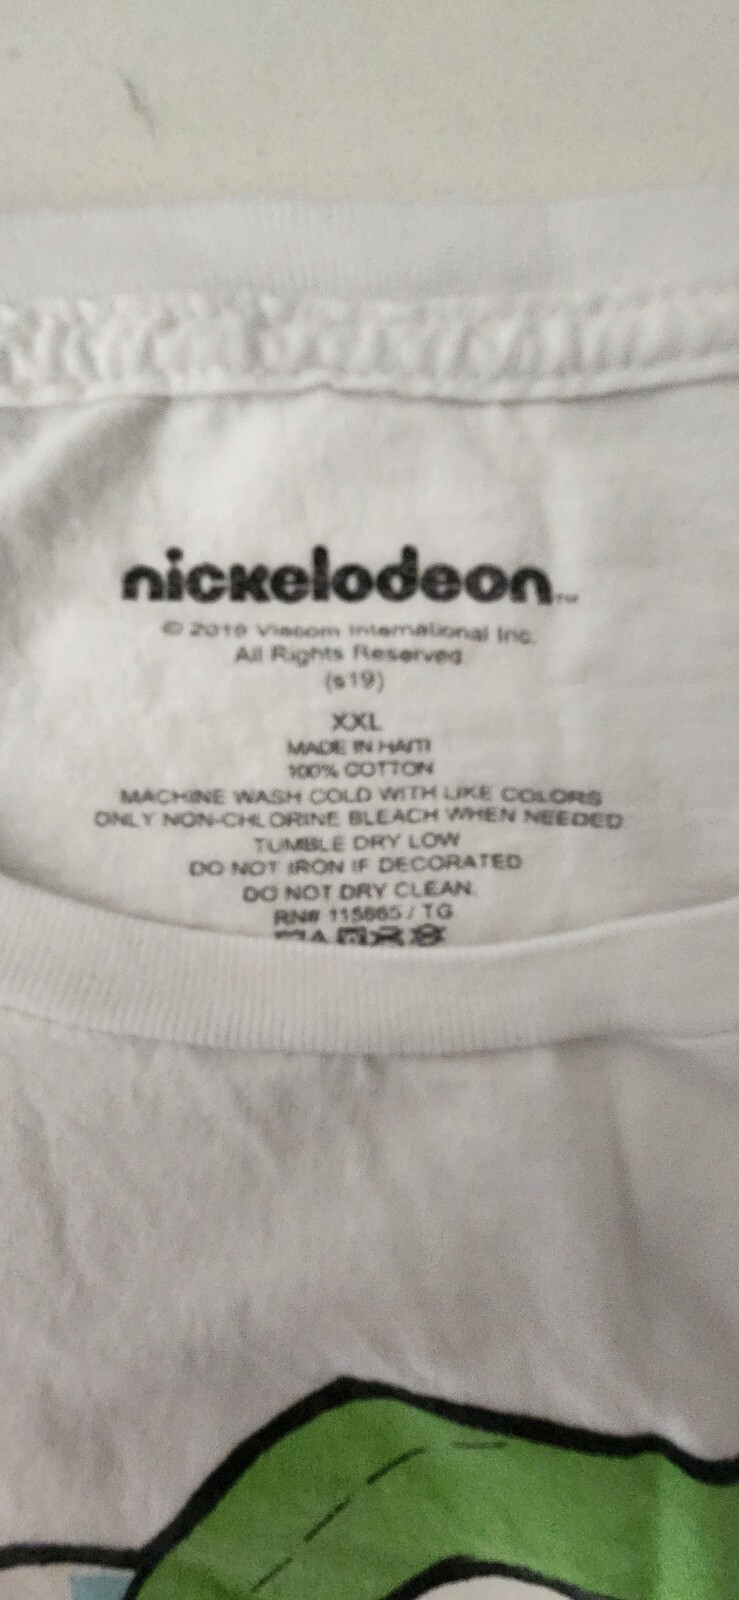 nickelodeon™
© 2019 Viacom International Inc.
All Rights Reserved
(s19)
XXL
MADE IN HAITI
100% COTTON
MACHINE WASH COLD WITH LIKE COLORS
ONLY NON-CHLORINE BLEACH WHEN NEEDED
TUMBLE DRY LOW
DO NOT IRON IF DECORATED
DO NOT DRY CLEAN.
RN# 115665 / TG